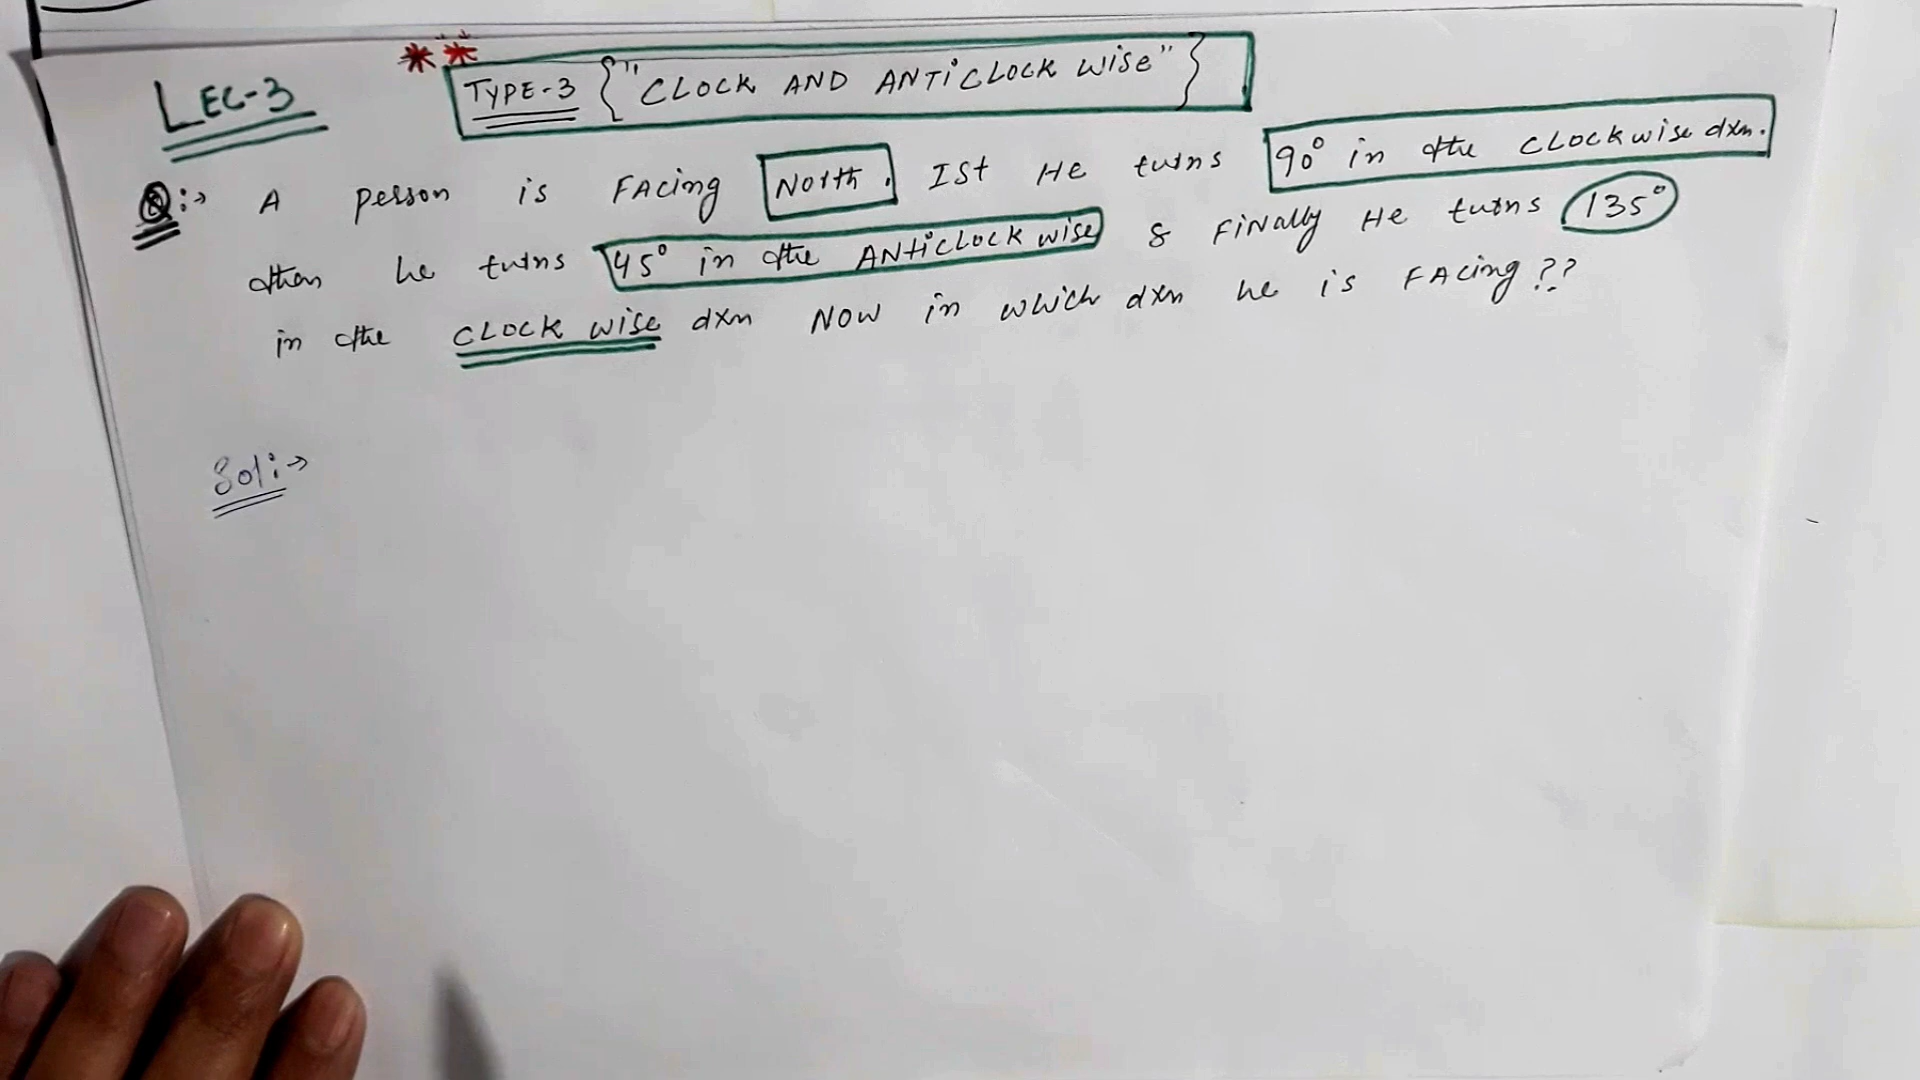 LEC-3
TYPE-3 {"CLOCK AND ANTICLOCK WISE"}
Q:→ A person is FACING North. Ist He turns 90° in the CLOCKWISE dxn.
then he turns 45° in the ANTICLOCK WISE & FINALLY He turns 135°
in the CLOCK WISE dxn NOW in which dxn he is FACING??
Sol:→